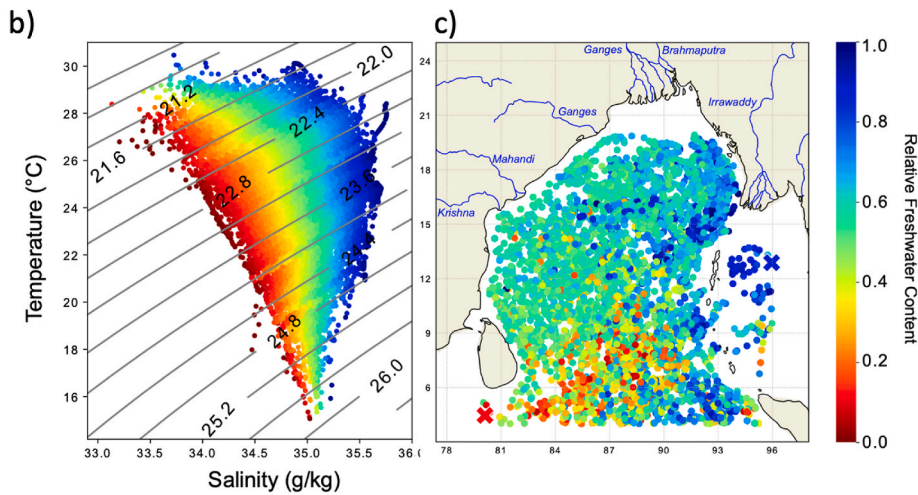 b)
30
28
26
24
22
20
18
16
Temperature (°C)
33.0 33.5 34.0 34.5 35.0 35.5 36
Salinity (g/kg)
21.2
22.0
21.6
22.4
22.8
23.6
24.4
24.8
25.2
26.0
c)
24
21
18
15
12
9
6
78 81 84 87 90 93 96
Ganges
Brahmaputra
Irrawaddy
Ganges
Mahandi
Krishna
1.0
0.8
0.6
0.4
0.2
0.0
Relative Freshwater Content